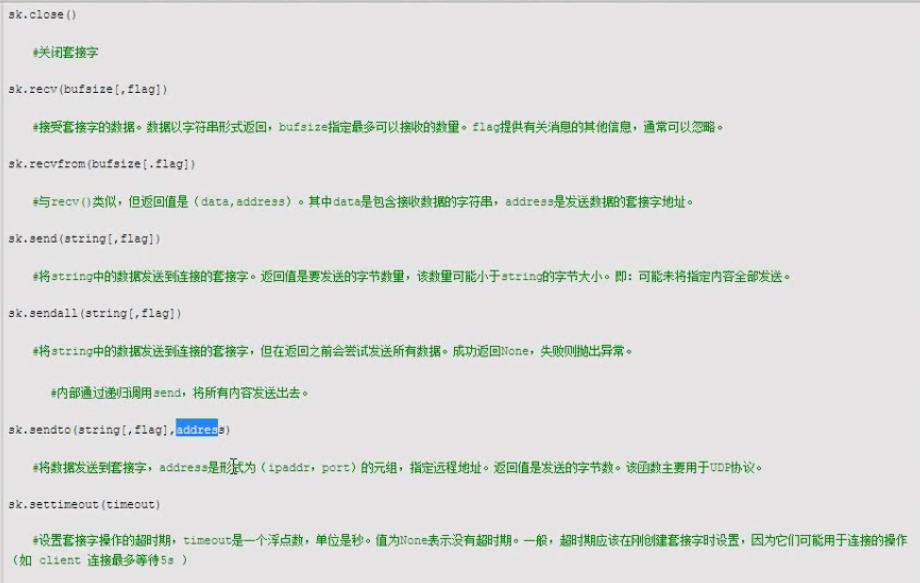 sk.close()
#关闭套接字
sk.recv(bufsize[,flag])
#接受套接字的数据。数据以字符串形式返回，bufsize指定最多可以接收的数量。flag提供有关消息的其他信息，通常可以忽略。
sk.recvfrom(bufsize[.flag])
#与recv()类似，但返回值是（data,address）。其中data是包含接收数据的字符串，address是发送数据的套接字地址。
sk.send(string[,flag])
#将string中的数据发送到连接的套接字。返回值是要发送的字节数量，该数量可能小于string的字节大小。即：可能未将指定内容全部发送。
sk.sendall(string[,flag])
#将string中的数据发送到连接的套接字，但在返回之前会尝试发送所有数据。成功返回None，失败则抛出异常。
#内部通过递归调用send，将所有内容发送出去。
sk.sendto(string[,flag],address)
#将数据发送到套接字，address是形式为（ipaddr，port）的元组，指定远程地址。返回值是发送的字节数。该函数主要用于UDP协议。
sk.settimeout(timeout)
#设置套接字操作的超时期，timeout是一个浮点数，单位是秒。值为None表示没有超时期。一般，超时期应该在刚创建套接字时设置，因为它们可能用于连接的操作
（如 client 连接最多等待5s ）